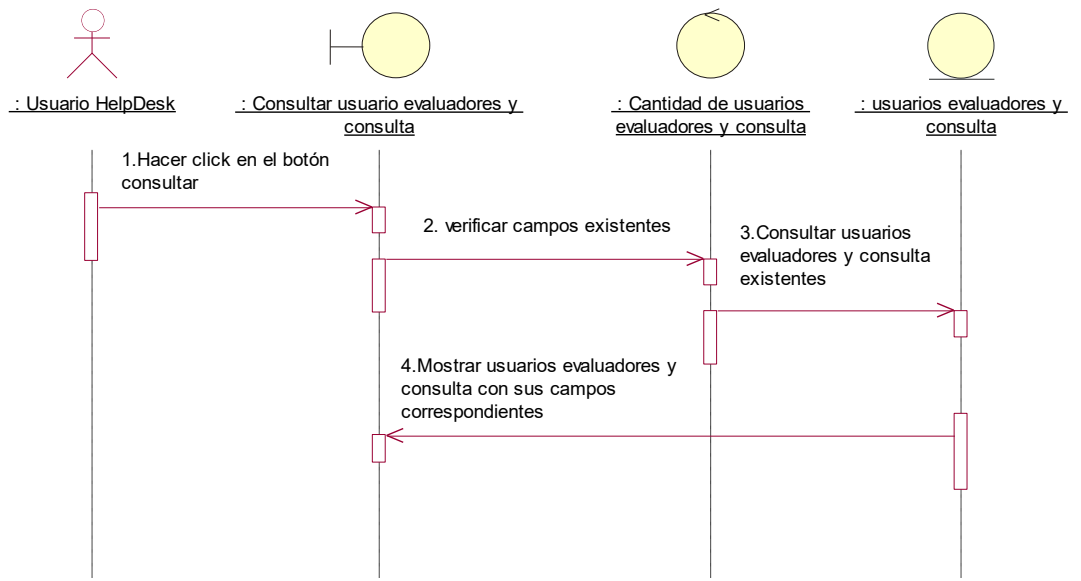 : Usuario HelpDesk
: Consultar usuario evaluadores y
consulta
: Cantidad de usuarios
evaluadores y consulta
: usuarios evaluadores y
consulta
1.Hacer click en el botón
consultar
2. verificar campos existentes
3.Consultar usuarios
evaluadores y consulta
existentes
4.Mostrar usuarios evaluadores y
consulta con sus campos
correspondientes